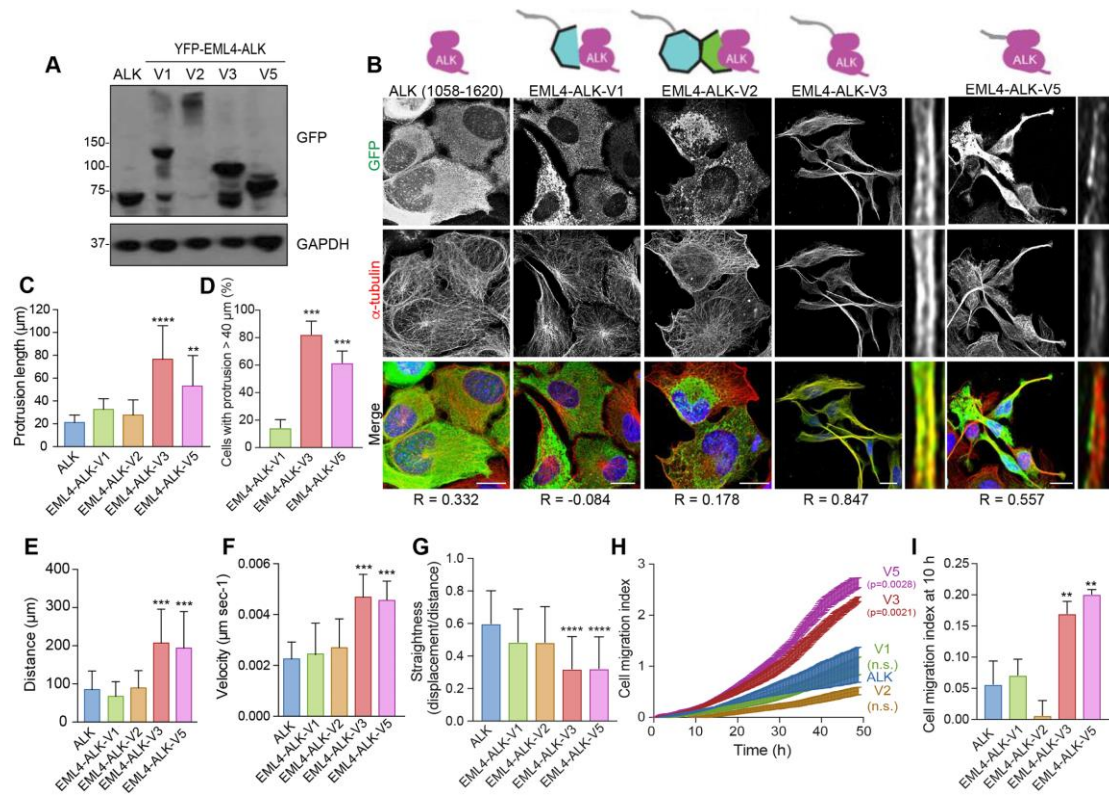 A
YFP-EML4-ALK
ALK V1 V2 V3 V5
150
100
75
GFP
37
GAPDH
B
ALK
ALK
ALK
ALK
ALK
ALK (1058-1620)
EML4-ALK-V1
EML4-ALK-V2
EML4-ALK-V3
EML4-ALK-V5
GFP
α-tubulin
Merge
R = 0.332
R = -0.084
R = 0.178
R = 0.847
R = 0.557
C
Protrusion length (µm)
120
100
80
60
40
20
0
****
**
ALK
EML4-ALK-V1
EML4-ALK-V2
EML4-ALK-V3
EML4-ALK-V5
D
Cells with protrusion > 40 µm (%)
100
80
60
40
20
0
***
***
EML4-ALK-V1
EML4-ALK-V3
EML4-ALK-V5
E
Distance (µm)
400
300
200
100
0
***
***
ALK
EML4-ALK-V1
EML4-ALK-V2
EML4-ALK-V3
EML4-ALK-V5
F
Velocity (µm sec-1)
0.006
0.004
0.002
0.000
***
***
ALK
EML4-ALK-V1
EML4-ALK-V2
EML4-ALK-V3
EML4-ALK-V5
G
Straightness
(displacement/distance)
1.0
0.8
0.6
0.4
0.2
0.0
****
****
ALK
EML4-ALK-V1
EML4-ALK-V2
EML4-ALK-V3
EML4-ALK-V5
H
Cell migration index
3
2
1
0
0 10 20 30 40 50
Time (h)
V5
(p=0.0028)
V3
(p=0.0021)
V1
(n.s.)
ALK
V2
(n.s.)
I
Cell migration index at 10 h
0.25
0.20
0.15
0.10
0.05
0.00
**
**
ALK
EML4-ALK-V1
EML4-ALK-V2
EML4-ALK-V3
EML4-ALK-V5